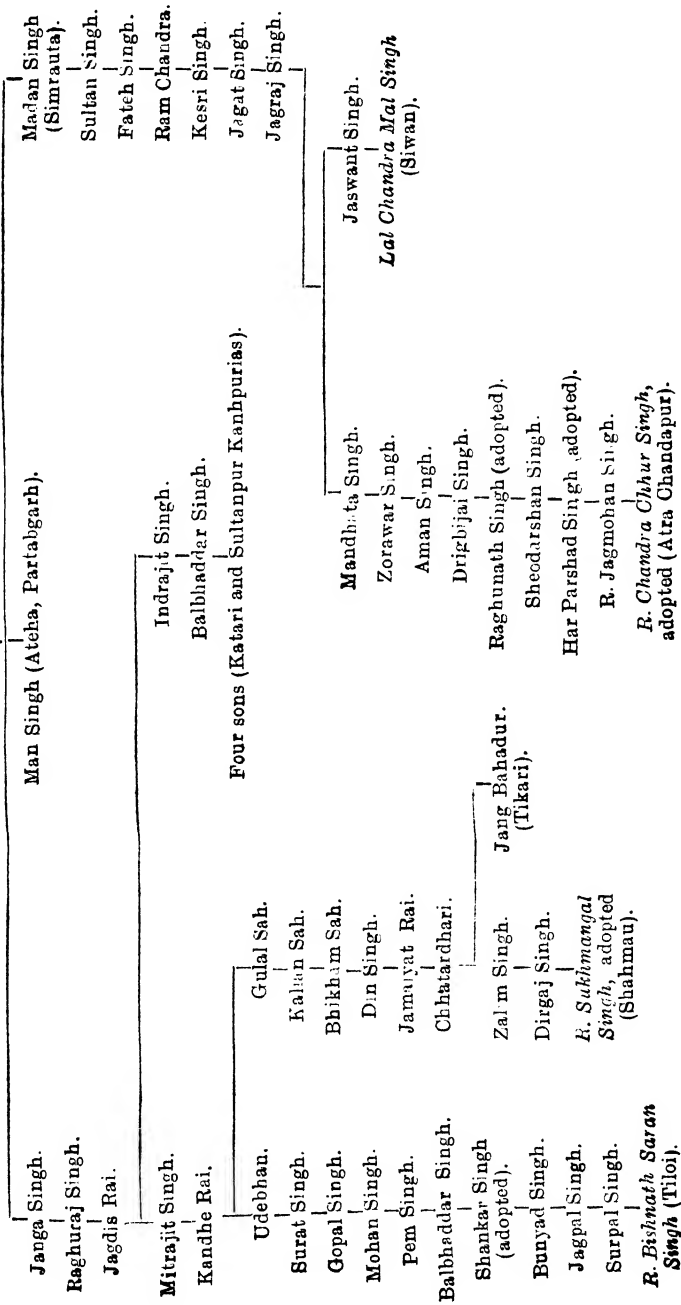 Man Singh (Ateha, Partabgarh).
Janga Singh.
Raghuraj Singh.
Jagdis Rai.
Mitrajit Singh.
Kandhe Rai.
Udebhan.
Surat Singh.
Gopal Singh.
Mohan Singh.
Pem Singh.
Balbhaddar Singh.
Shankar Singh
(adopted).
Bunyad Singh.
Jagpal Singh.
Surpal Singh.
R. Bishnath Saran
Singh (Tiloi).
Gulal Sah.
Kalian Sah.
Bhikham Sah.
Din Singh.
Jamaiyat Rai.
Chhatardhari.
Zalim Singh.
Dirgaj Singh.
R. Sukhmangal
Singh, adopted
(Shahmau).
Jang Bahadur.
(Tikari).
Indrajit Singh.
Balbhaddar Singh.
Four sons (Katari and Sultanpur Kanhpurias).
Madan Singh
(Simrauta).
Sultan Singh.
Fateh Singh.
Ram Chandra.
Kesri Singh.
Jagat Singh.
Jagraj Singh.
Mandhata Singh.
Zorawar Singh.
Aman Singh.
Drigbijai Singh.
Raghunath Singh (adopted).
Sheodarshan Singh.
Har Parshad Singh (adopted).
R. Jagmohan Singh.
R. Chandra Chhur Singh,
adopted (Atra Chandapur).
Jaswant Singh.
Lal Chandra Mal Singh
(Siwan).